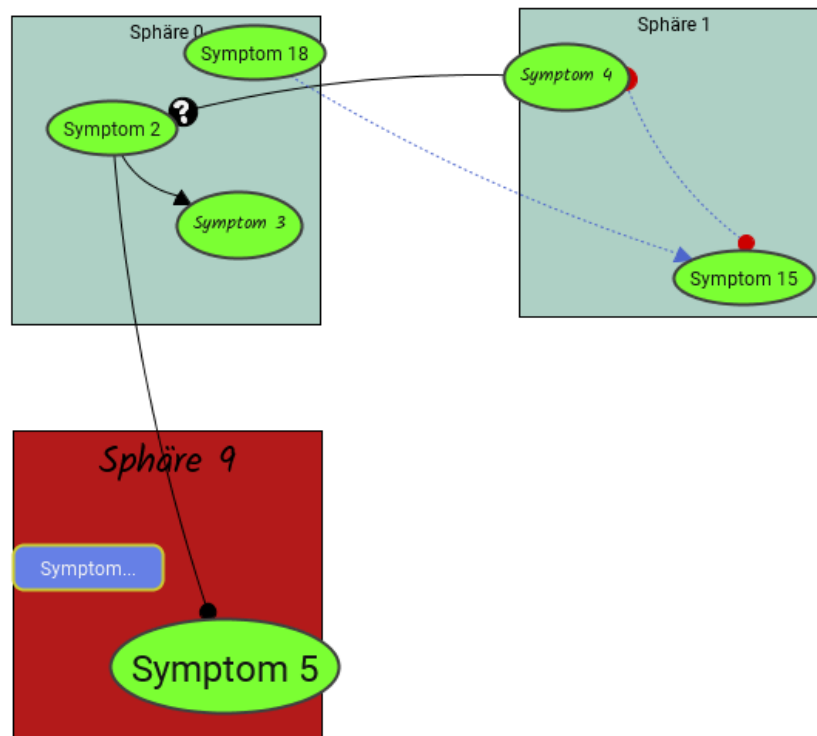 Sphäre 0
Symptom 18
Symptom 2
?
Symptom 3
Sphäre 1
Symptom 4
Symptom 15
Sphäre 9
Symptom...
Symptom 5